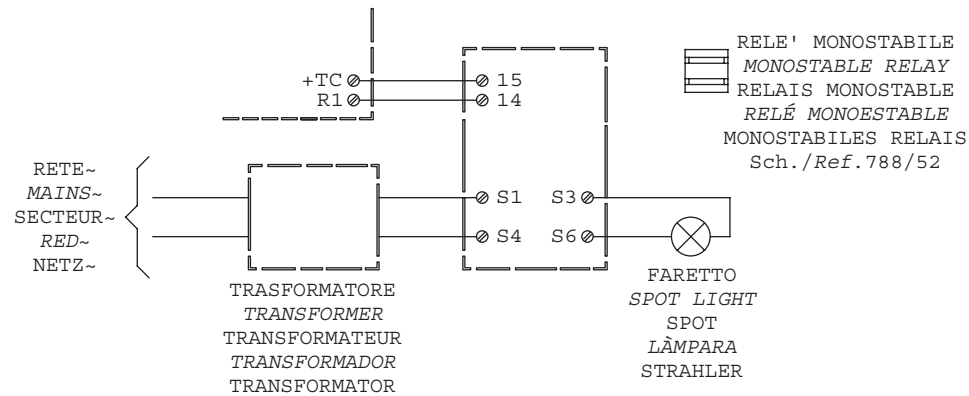 RELE' MONOSTABILE
MONOSTABLE RELAY
RELAIS MONOSTABLE
RELÉ MONOESTABLE
MONOSTABILES RELAIS
Sch./Ref.788/52
+TC 15
R1 14
RETE~
MAINS~
SECTEUR~
RED~
NETZ~
S1 S3
S4 S6
TRASFORMATORE
TRANSFORMER
TRANSFORMATEUR
TRANSFORMADOR
TRANSFORMATOR
FARETTO
SPOT LIGHT
SPOT
LÀMPARA
STRAHLER